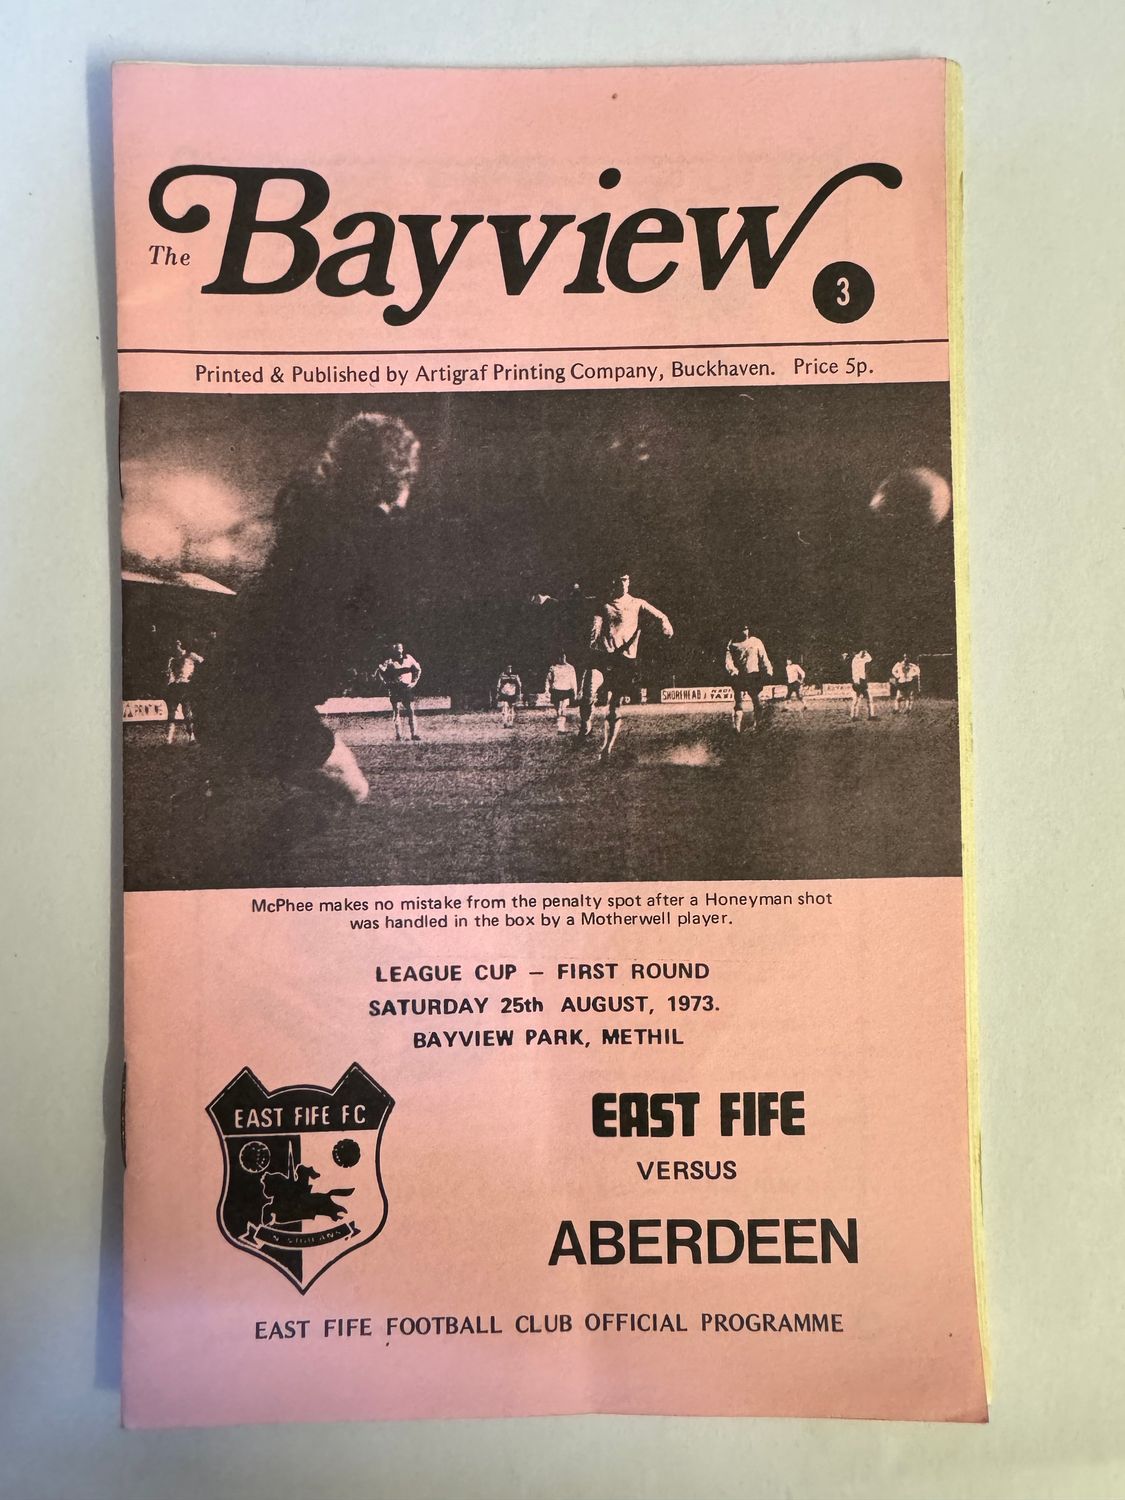 The Bayview 3
Printed & Published by Artigraf Printing Company, Buckhaven. Price 5p.
SHOREHEAD
TAXI
McPhee makes no mistake from the penalty spot after a Honeyman shot
was handled in the box by a Motherwell player.
LEAGUE CUP – FIRST ROUND
SATURDAY 25th AUGUST, 1973.
BAYVIEW PARK, METHIL
EAST FIFE FC
EAST FIFE
VERSUS
ABERDEEN
EAST FIFE FOOTBALL CLUB OFFICIAL PROGRAMME